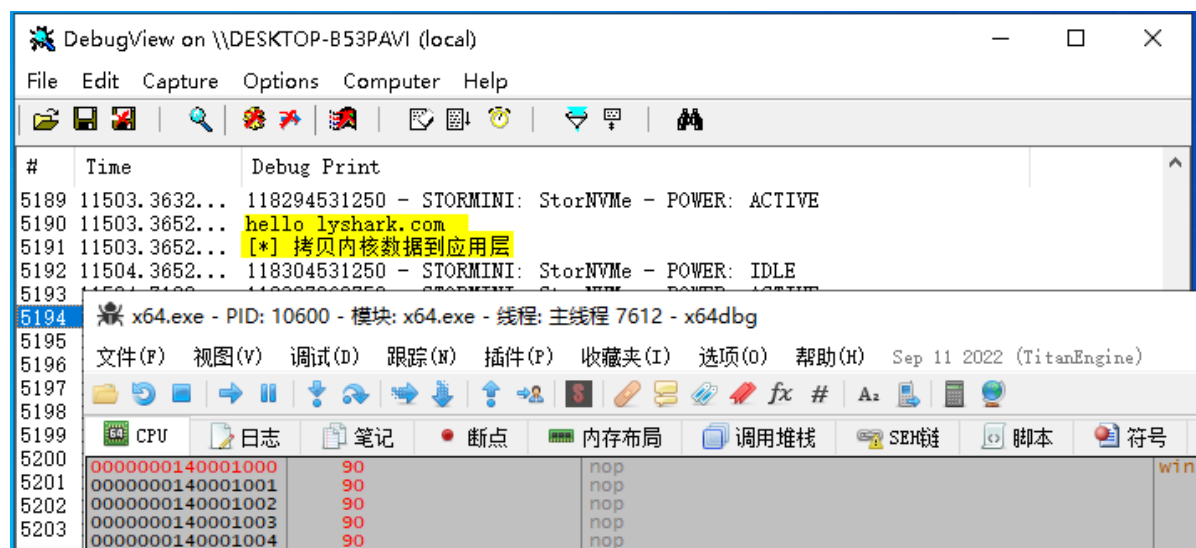 DebugView on \\DESKTOP-B53PAVI (local)
File Edit Capture Options Computer Help
# Time Debug Print
5189 11503.3632... 118294531250 - STORMINI: StorNVMe - POWER: ACTIVE
5190 11503.3652... hello lyshark.com
5191 11503.3652... [*] 拷贝内核数据到应用层
5192 11504.3652... 118304531250 - STORMINI: StorNVMe - POWER: IDLE
5193
5194
5195
5196
5197
5198
5199
5200
5201
5202
5203
x64.exe - PID: 10600 - 模块: x64.exe - 线程: 主线程 7612 - x64dbg
文件(F) 视图(V) 调试(D) 跟踪(N) 插件(P) 收藏夹(I) 选项(O) 帮助(H) Sep 11 2022 (TitanEngine)
CPU 日志 笔记 断点 内存布局 调用堆栈 SEH链 脚本 符号
0000000140001000 90 nop win
0000000140001001 90 nop
0000000140001002 90 nop
0000000140001003 90 nop
0000000140001004 90 nop